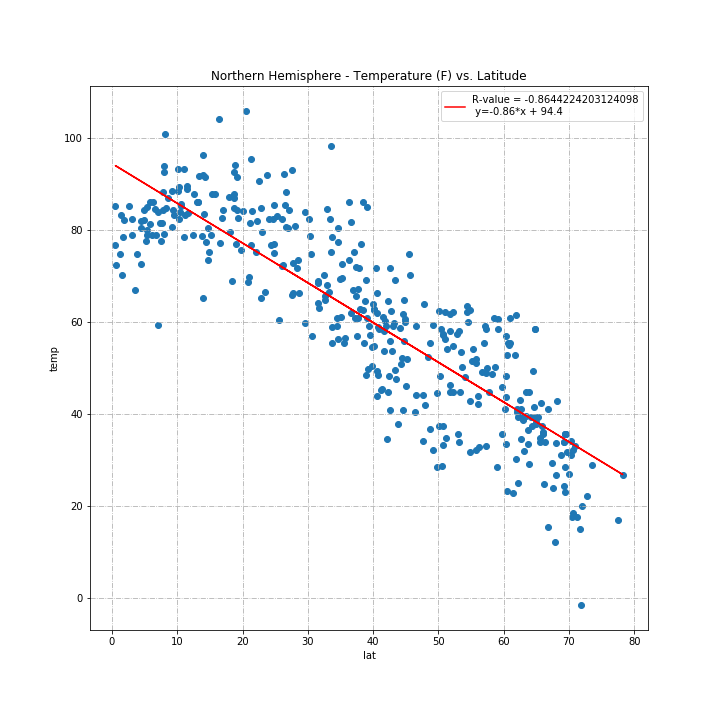 Northern Hemisphere - Temperature (F) vs. Latitude
R-value = -0.8644224203124098
y=-0.86*x + 94.4
100
80
60
40
20
0
temp
0 10 20 30 40 50 60 70 80
lat